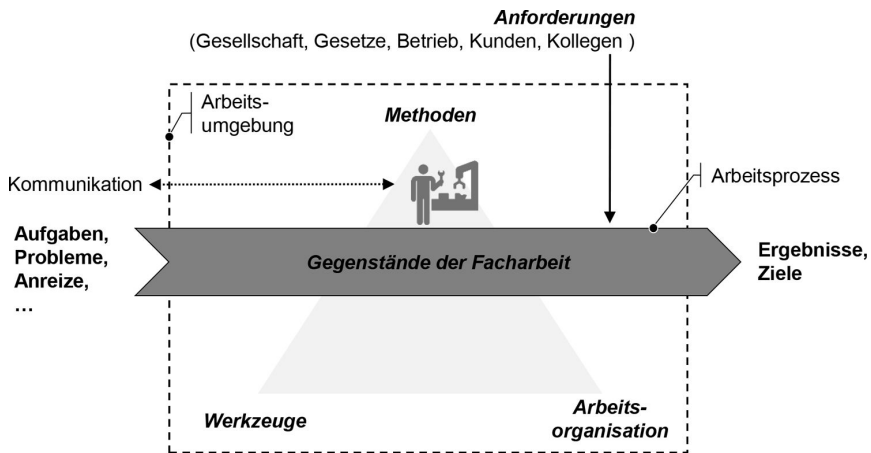 Anforderungen
(Gesellschaft, Gesetze, Betrieb, Kunden, Kollegen )
Arbeits-
umgebung
Methoden
Kommunikation
Arbeitsprozess
Aufgaben,
Probleme,
Anreize,
...
Gegenstände der Facharbeit
Ergebnisse,
Ziele
Werkzeuge
Arbeits-
organisation